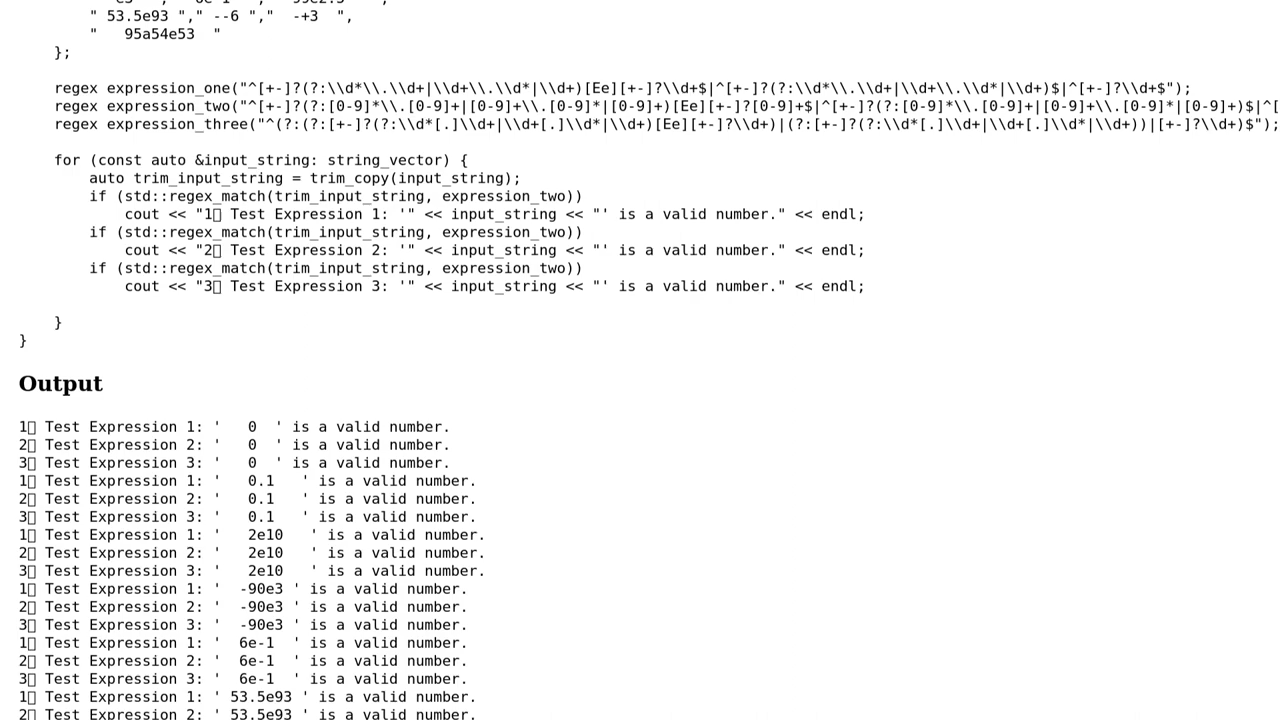 " 53.5e93 "," --6 ","  -+3  ",
"   95a54e53  "
};
regex expression_one("^[+-]?(?:\\d*\\.\\d+|\\d+\\.\\d*|\\d+)[Ee][+-]?\\d+$|^[+-]?(?:\\d*\\.\\d+|\\d+\\.\\d*|\\d+)$|^[+-]?\\d+$");
regex expression_two("^[+-]?(?:[0-9]*\\.[0-9]+|[0-9]+\\.[0-9]*|[0-9]+)[Ee][+-]?[0-9]+$|^[+-]?(?:[0-9]*\\.[0-9]+|[0-9]+\\.[0-9]*|[0-9]+)$|^[
regex expression_three("^(?:(?:[+-]?(?:\\d*[.]\\d+|\\d+[.]\\d*|\\d+)[Ee][+-]?\\d+)|(?:[+-]?(?:\\d*[.]\\d+|\\d+[.]\\d*|\\d+))|[+-]?\\d+)$");
for (const auto &input_string: string_vector) {
auto trim_input_string = trim_copy(input_string);
if (std::regex_match(trim_input_string, expression_two))
cout << "1▯ Test Expression 1: '" << input_string << "' is a valid number." << endl;
if (std::regex_match(trim_input_string, expression_two))
cout << "2▯ Test Expression 2: '" << input_string << "' is a valid number." << endl;
if (std::regex_match(trim_input_string, expression_two))
cout << "3▯ Test Expression 3: '" << input_string << "' is a valid number." << endl;
}
}
Output
1▯ Test Expression 1: '   0  ' is a valid number.
2▯ Test Expression 2: '   0  ' is a valid number.
3▯ Test Expression 3: '   0  ' is a valid number.
1▯ Test Expression 1: '   0.1   ' is a valid number.
2▯ Test Expression 2: '   0.1   ' is a valid number.
3▯ Test Expression 3: '   0.1   ' is a valid number.
1▯ Test Expression 1: '   2e10   ' is a valid number.
2▯ Test Expression 2: '   2e10   ' is a valid number.
3▯ Test Expression 3: '   2e10   ' is a valid number.
1▯ Test Expression 1: '  -90e3 ' is a valid number.
2▯ Test Expression 2: '  -90e3 ' is a valid number.
3▯ Test Expression 3: '  -90e3 ' is a valid number.
1▯ Test Expression 1: '  6e-1  ' is a valid number.
2▯ Test Expression 2: '  6e-1  ' is a valid number.
3▯ Test Expression 3: '  6e-1  ' is a valid number.
1▯ Test Expression 1: ' 53.5e93 ' is a valid number.
2▯ Test Expression 2: ' 53.5e93 ' is a valid number.